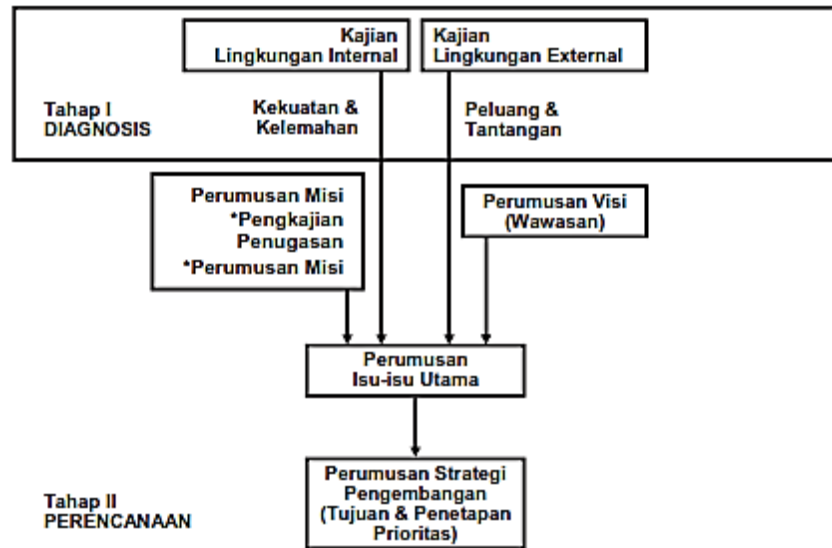 Kajian
Lingkungan Internal
Kajian
Lingkungan External
Tahap I
DIAGNOSIS
Kekuatan &
Kelemahan
Peluang &
Tantangan
Perumusan Misi
*Pengkajian
Penugasan
*Perumusan Misi
Perumusan Visi
(Wawasan)
Perumusan
Isu-isu Utama
Tahap II
PERENCANAAN
Perumusan Strategi
Pengembangan
(Tujuan & Penetapan
Prioritas)